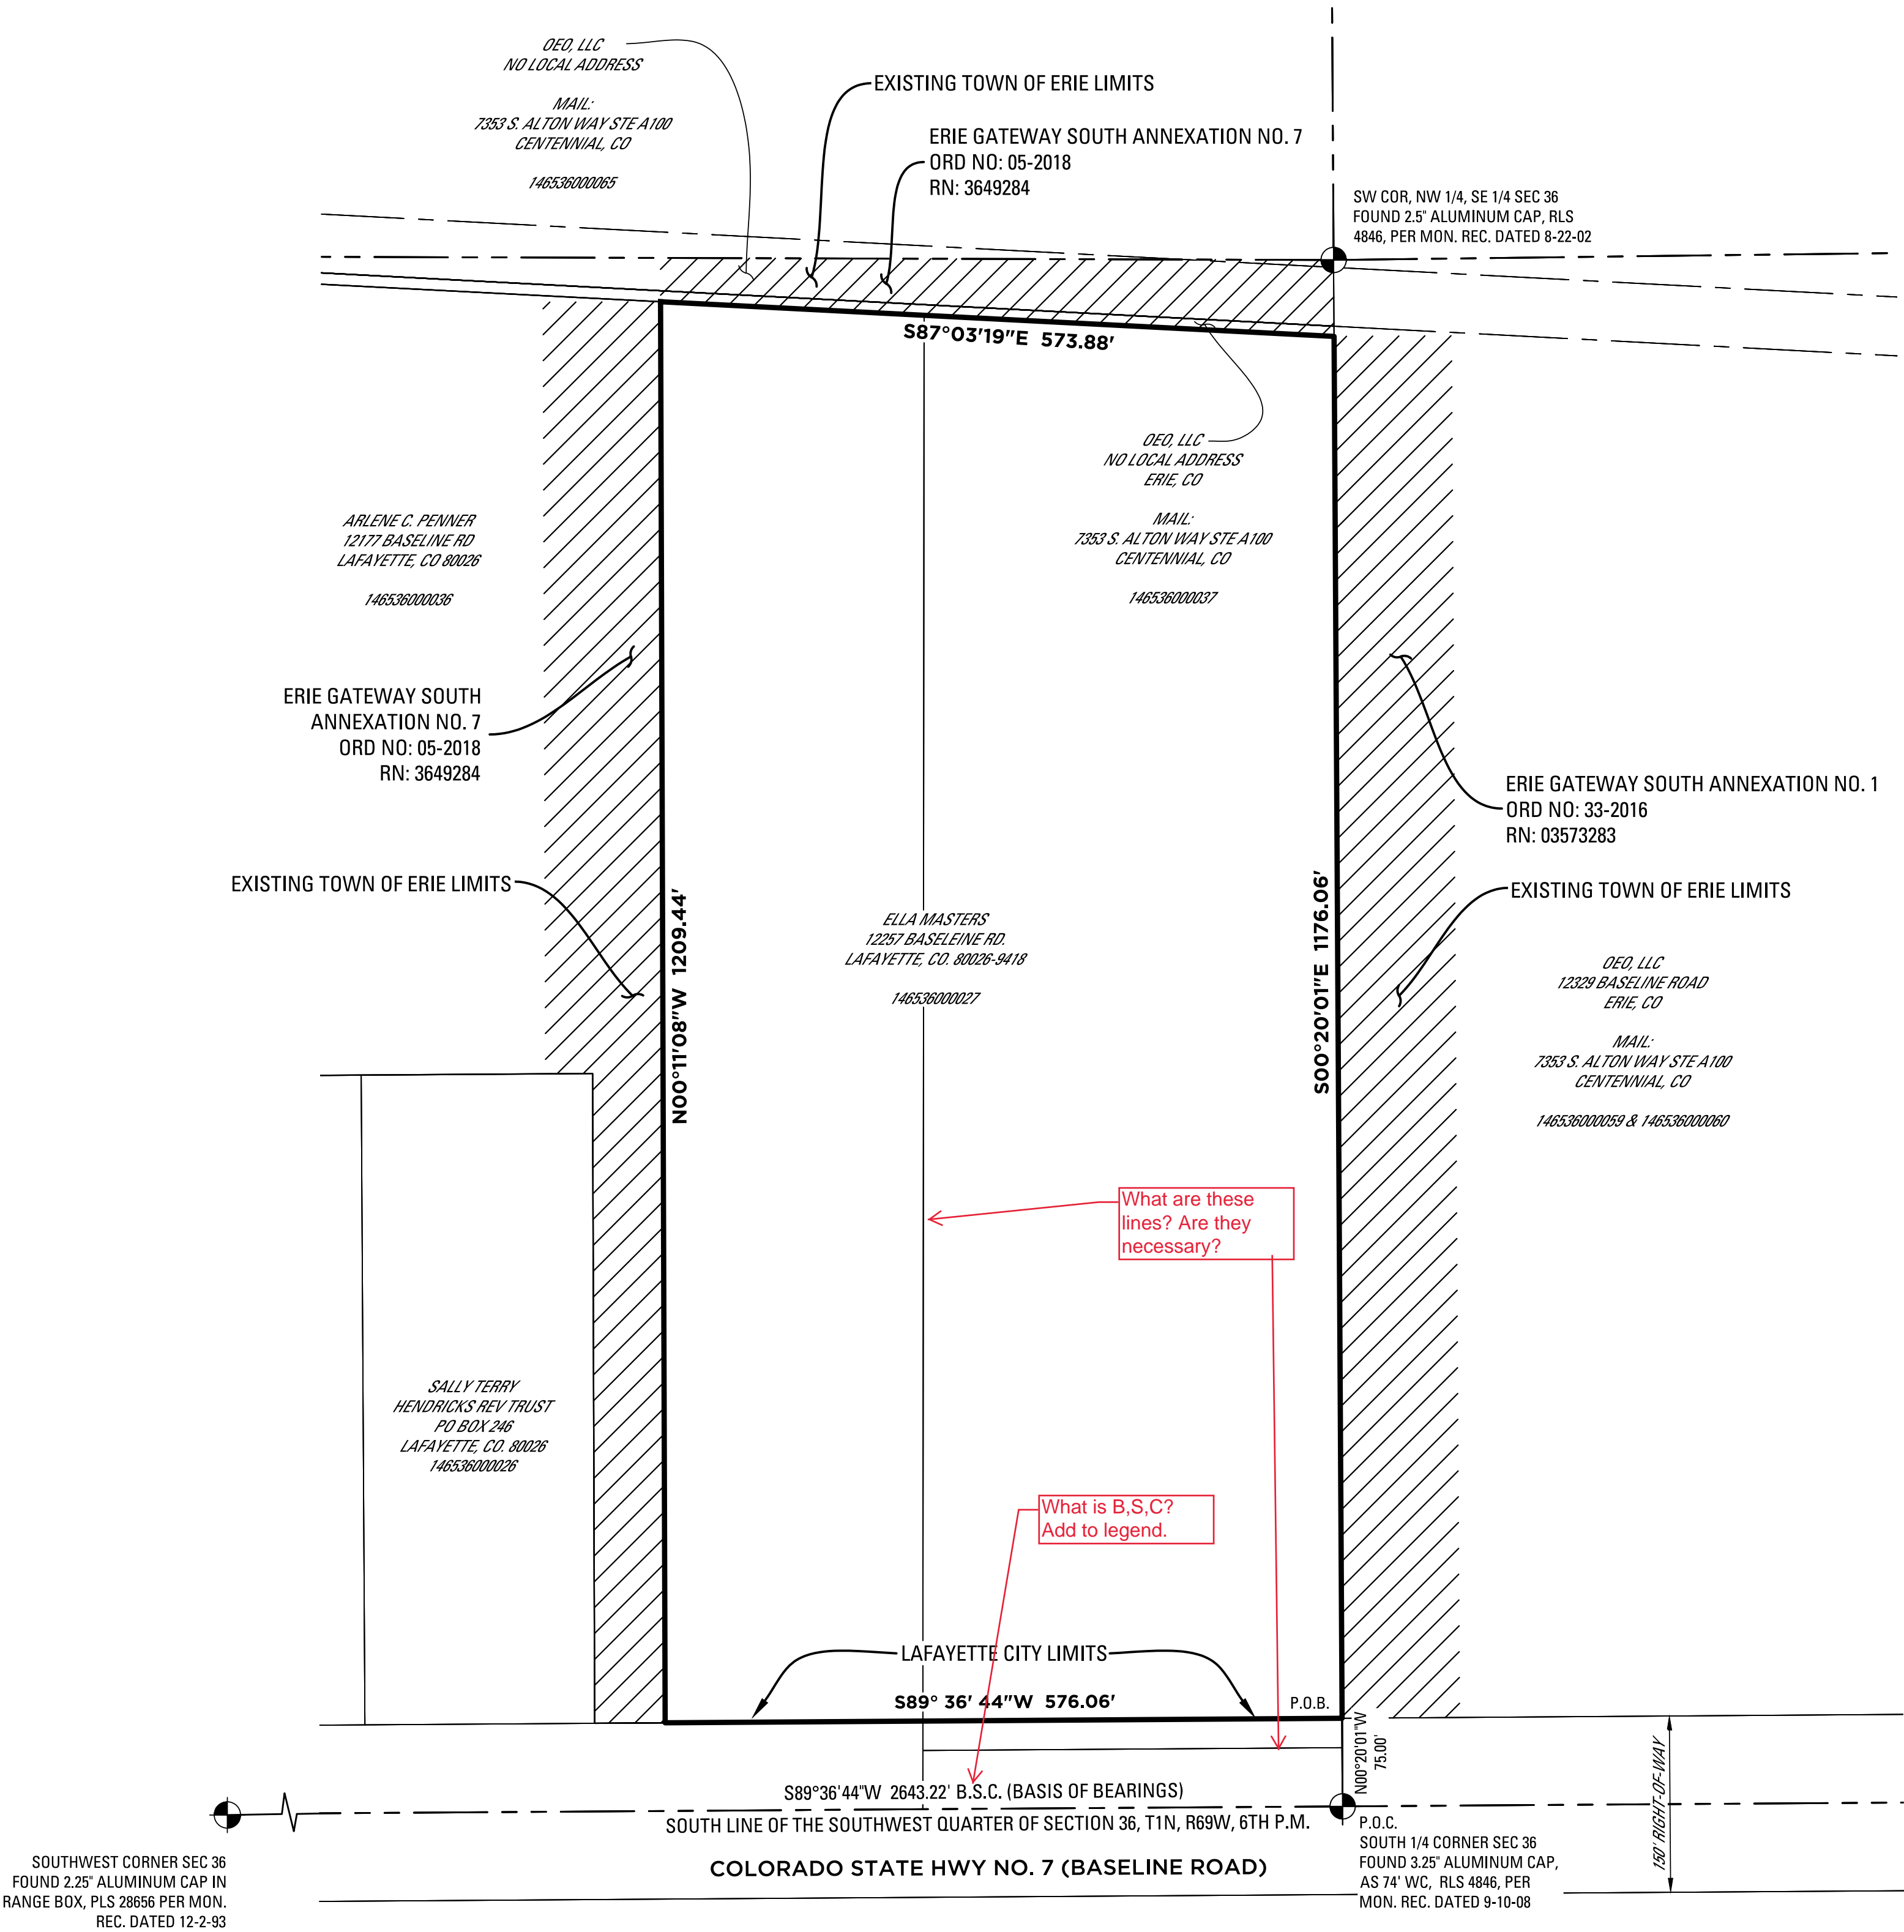 OEO, LLC
NO LOCAL ADDRESS
MAIL:
7353 S. ALTON WAY STE A100
CENTENNIAL, CO
146536000065
EXISTING TOWN OF ERIE LIMITS
ERIE GATEWAY SOUTH ANNEXATION NO. 7
ORD NO: 05-2018
RN: 3649284
SW COR, NW 1/4, SE 1/4 SEC 36
FOUND 2.5" ALUMINUM CAP, RLS
4846, PER MON. REC. DATED 8-22-02
S87°03'19"E 573.88'
OEO, LLC
NO LOCAL ADDRESS
ERIE, CO
MAIL:
7353 S. ALTON WAY STE A100
CENTENNIAL, CO
146536000037
ARLENE C. PENNER
12177 BASELINE RD
LAFAYETTE, CO 80026
146536000036
ERIE GATEWAY SOUTH
ANNEXATION NO. 7
ORD NO: 05-2018
RN: 3649284
ERIE GATEWAY SOUTH ANNEXATION NO. 1
ORD NO: 33-2016
RN: 03573283
EXISTING TOWN OF ERIE LIMITS
N00°11'08"W 1209.44'
ELLA MASTERS
12257 BASELEINE RD.
LAFAYETTE, CO. 80026-9418
146536000027
S00°20'01"E 1176.06'
EXISTING TOWN OF ERIE LIMITS
OEO, LLC
12329 BASELINE ROAD
ERIE, CO
MAIL:
7353 S. ALTON WAY STE A100
CENTENNIAL, CO
146536000059 & 146536000060
What are these
lines? Are they
necessary?
SALLY TERRY
HENDRICKS REV TRUST
PO BOX 246
LAFAYETTE, CO. 80026
146536000026
What is B,S,C?
Add to legend.
LAFAYETTE CITY LIMITS
S89° 36' 44"W 576.06'
P.O.B.
N00°20'01"W
75.00'
150' RIGHT-OF-WAY
S89°36'44"W 2643.22' B.S.C. (BASIS OF BEARINGS)
SOUTH LINE OF THE SOUTHWEST QUARTER OF SECTION 36, T1N, R69W, 6TH P.M.
COLORADO STATE HWY NO. 7 (BASELINE ROAD)
P.O.C.
SOUTH 1/4 CORNER SEC 36
FOUND 3.25" ALUMINUM CAP,
AS 74' WC, RLS 4846, PER
MON. REC. DATED 9-10-08
SOUTHWEST CORNER SEC 36
FOUND 2.25" ALUMINUM CAP IN
RANGE BOX, PLS 28656 PER MON.
REC. DATED 12-2-93